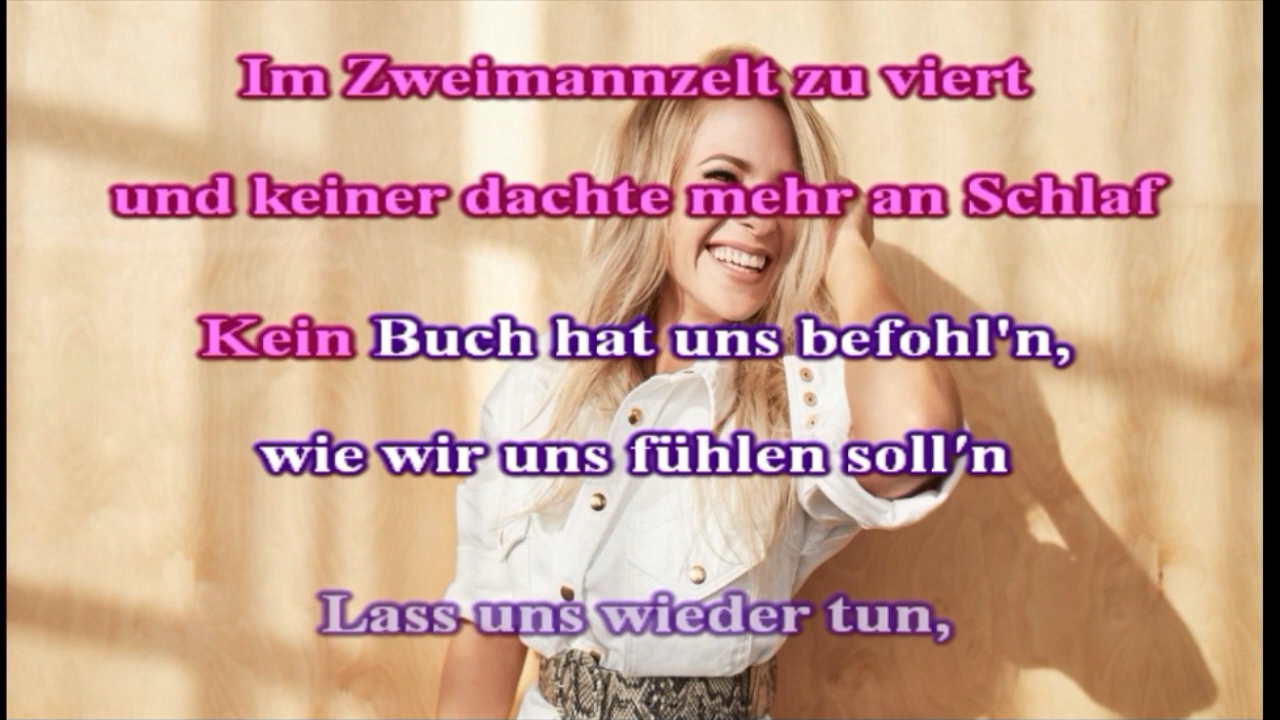 Im Zweimannzelt zu viert
und keiner dachte mehr an Schlaf
Kein Buch hat uns befohl'n,
wie wir uns fühlen soll'n
Lass uns wieder tun,